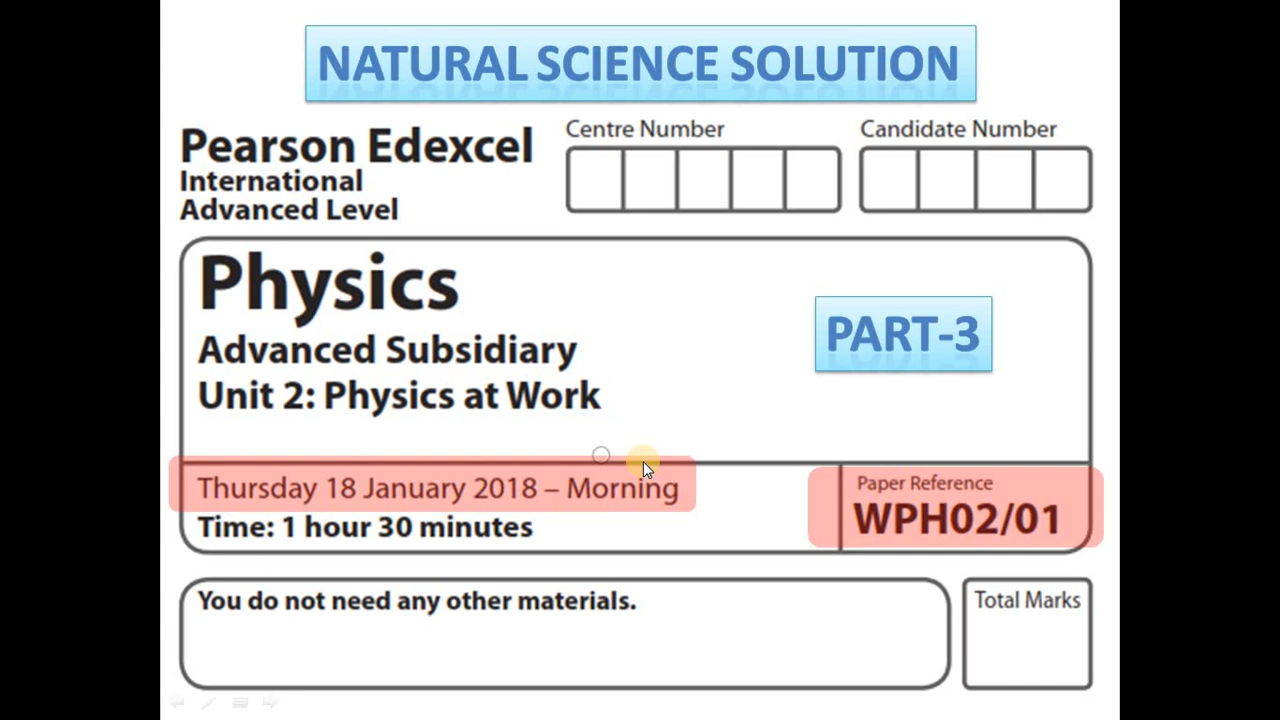 NATURAL SCIENCE SOLUTION
Centre Number
Candidate Number
Pearson Edexcel
International
Advanced Level
Physics
PART-3
Advanced Subsidiary
Unit 2: Physics at Work
Thursday 18 January 2018 – Morning
Time: 1 hour 30 minutes
Paper Reference
WPH02/01
You do not need any other materials.
Total Marks